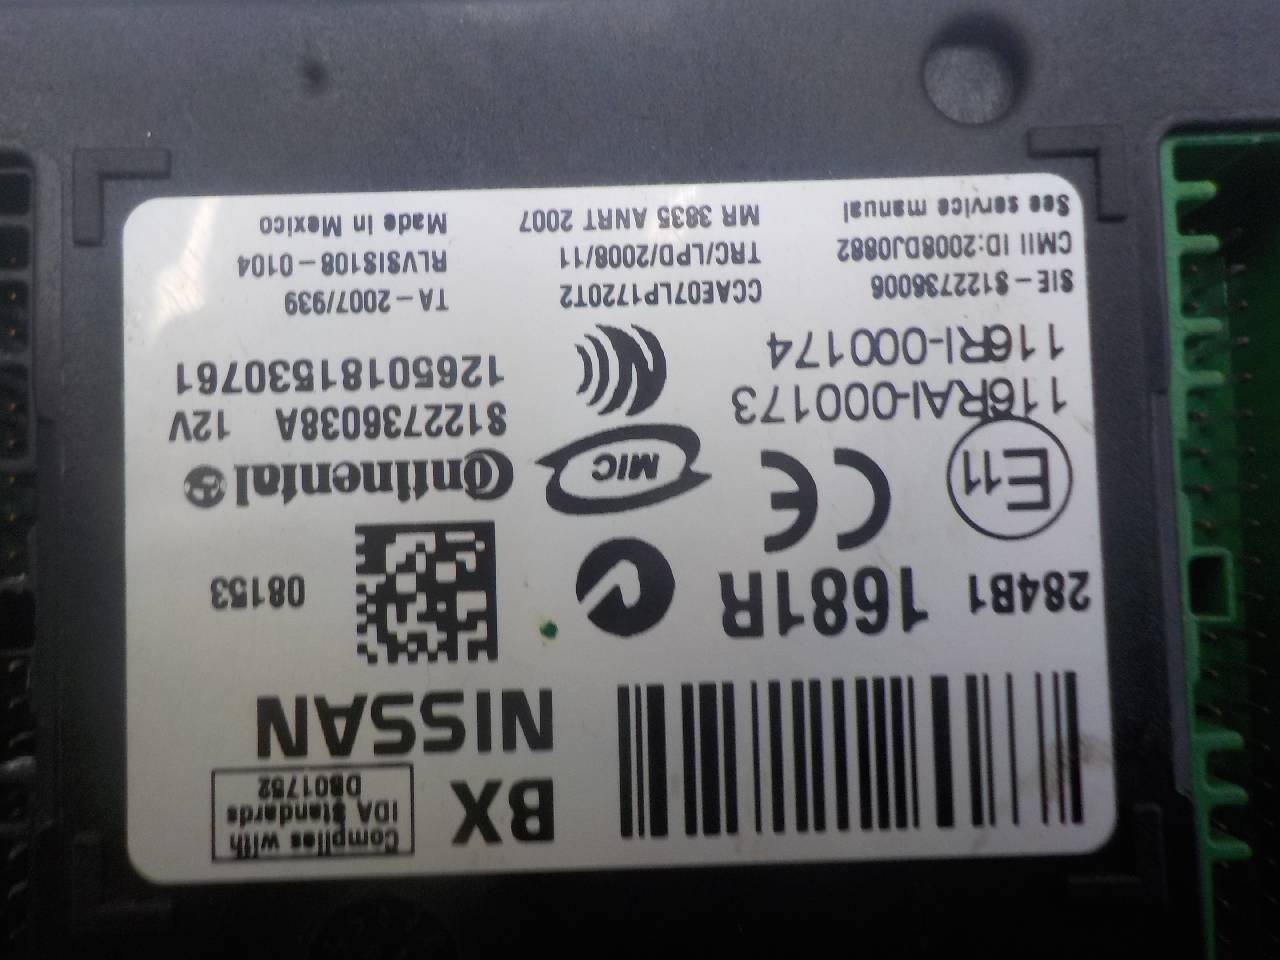 BX
Complies with
IDA Standards
DB01752
NISSAN
284B1 1681R
08153
E11
CE
MIC
Continental
116RAI-000173
116RI-000174
S122736038A 12V
1265018153076​1
SIE-S122736006
CMII ID:2008DJ0882
See service manual
CCAE07LP1720T2
TRC/LPD/2008/11
MR 3835 ANRT 2007
TA-2007/939
RLVSIS108-0104
Made in Mexico